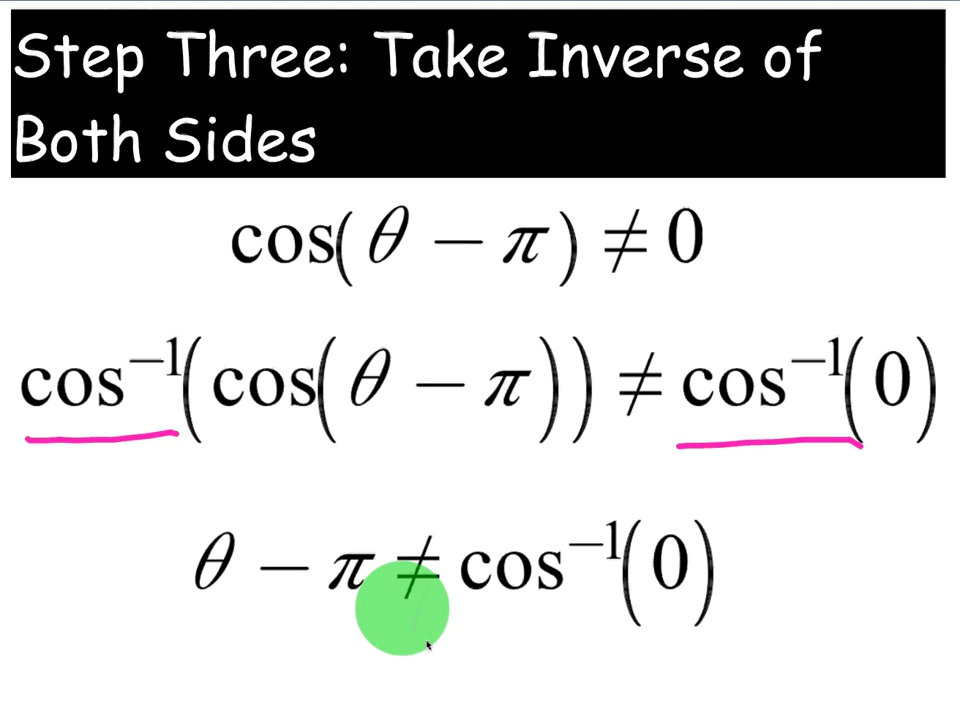 Step Three: Take Inverse of
Both Sides
cos(θ − π) ≠ 0
cos⁻¹(cos(θ − π)) ≠ cos⁻¹(0)
θ − π ≠ cos⁻¹(0)